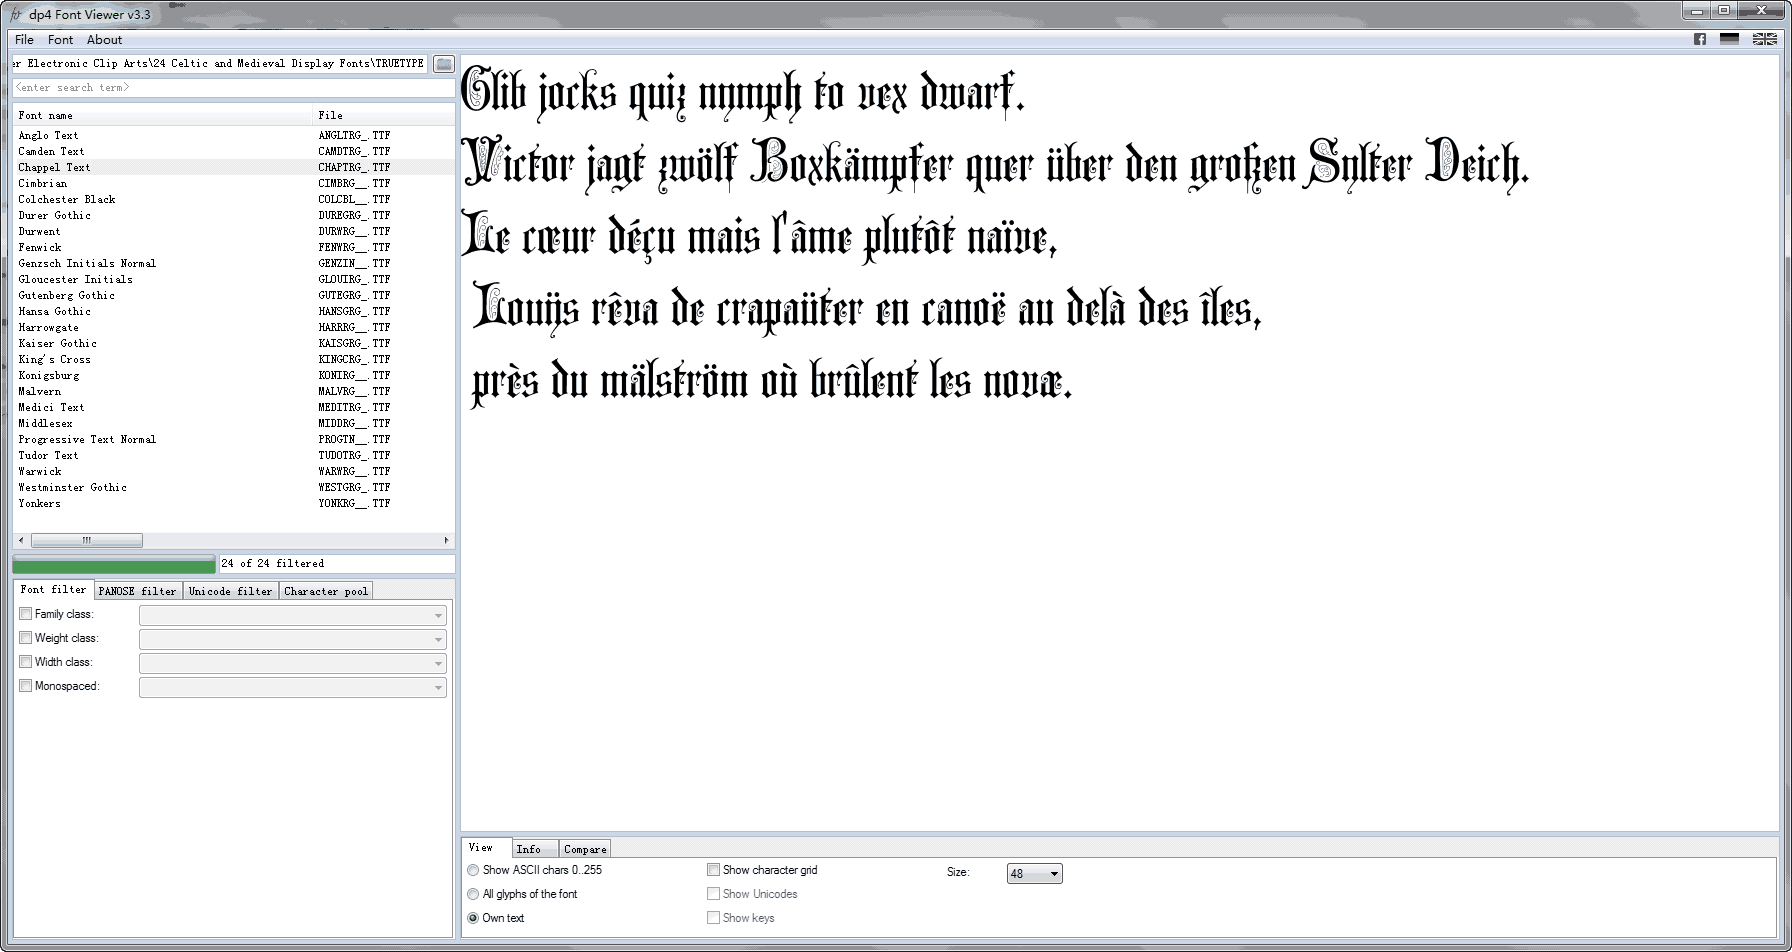 dp4 Font Viewer v3.3
File Font About
er Electronic Clip Arts\24 Celtic and Medieval Display Fonts\TRUETYPE
<enter search term>
Font name File
Anglo Text ANGLTRG_.TTF
Camden Text CAMDTRG_.TTF
Chappel Text CHAPTRG_.TTF
Cimbrian CIMBRG__.TTF
Colchester Black COLCBL__.TTF
Durer Gothic DUREGRG_.TTF
Durwent DURWRG__.TTF
Fenwick FENWRG__.TTF
Genzsch Initials Normal GENZIN__.TTF
Gloucester Initials GLOUIRG_.TTF
Gutenberg Gothic GUTEGRG_.TTF
Hansa Gothic HANSGRG_.TTF
Harrowgate HARRRG__.TTF
Kaiser Gothic KAISGRG_.TTF
King's Cross KINGCRG_.TTF
Konigsburg KONIRG__.TTF
Malvern MALVRG__.TTF
Medici Text MEDITRG_.TTF
Middlesex MIDDRG__.TTF
Progressive Text Normal PROGTN__.TTF
Tudor Text TUDOTRG_.TTF
Warwick WARWRG__.TTF
Westminster Gothic WESTGRG_.TTF
Yonkers YONKRG__.TTF
24 of 24 filtered
Font filter PANOSE filter Unicode filter Character pool
Family class:
Weight class:
Width class:
Monospaced:
Glib jocks quiz nymph to vex dwarf.
Victor jagt zwölf Boxkämpfer quer über den großen Sylter Deich.
Le cœur déçu mais l'âme plutôt naïve,
Louÿs rêva de crapaüter en canoë au delà des îles,
près du mälström où brûlent les novæ.
View Info Compare
Show ASCII chars 0..255 Show character grid Size: 48
All glyphs of the font Show Unicodes
Own text Show keys